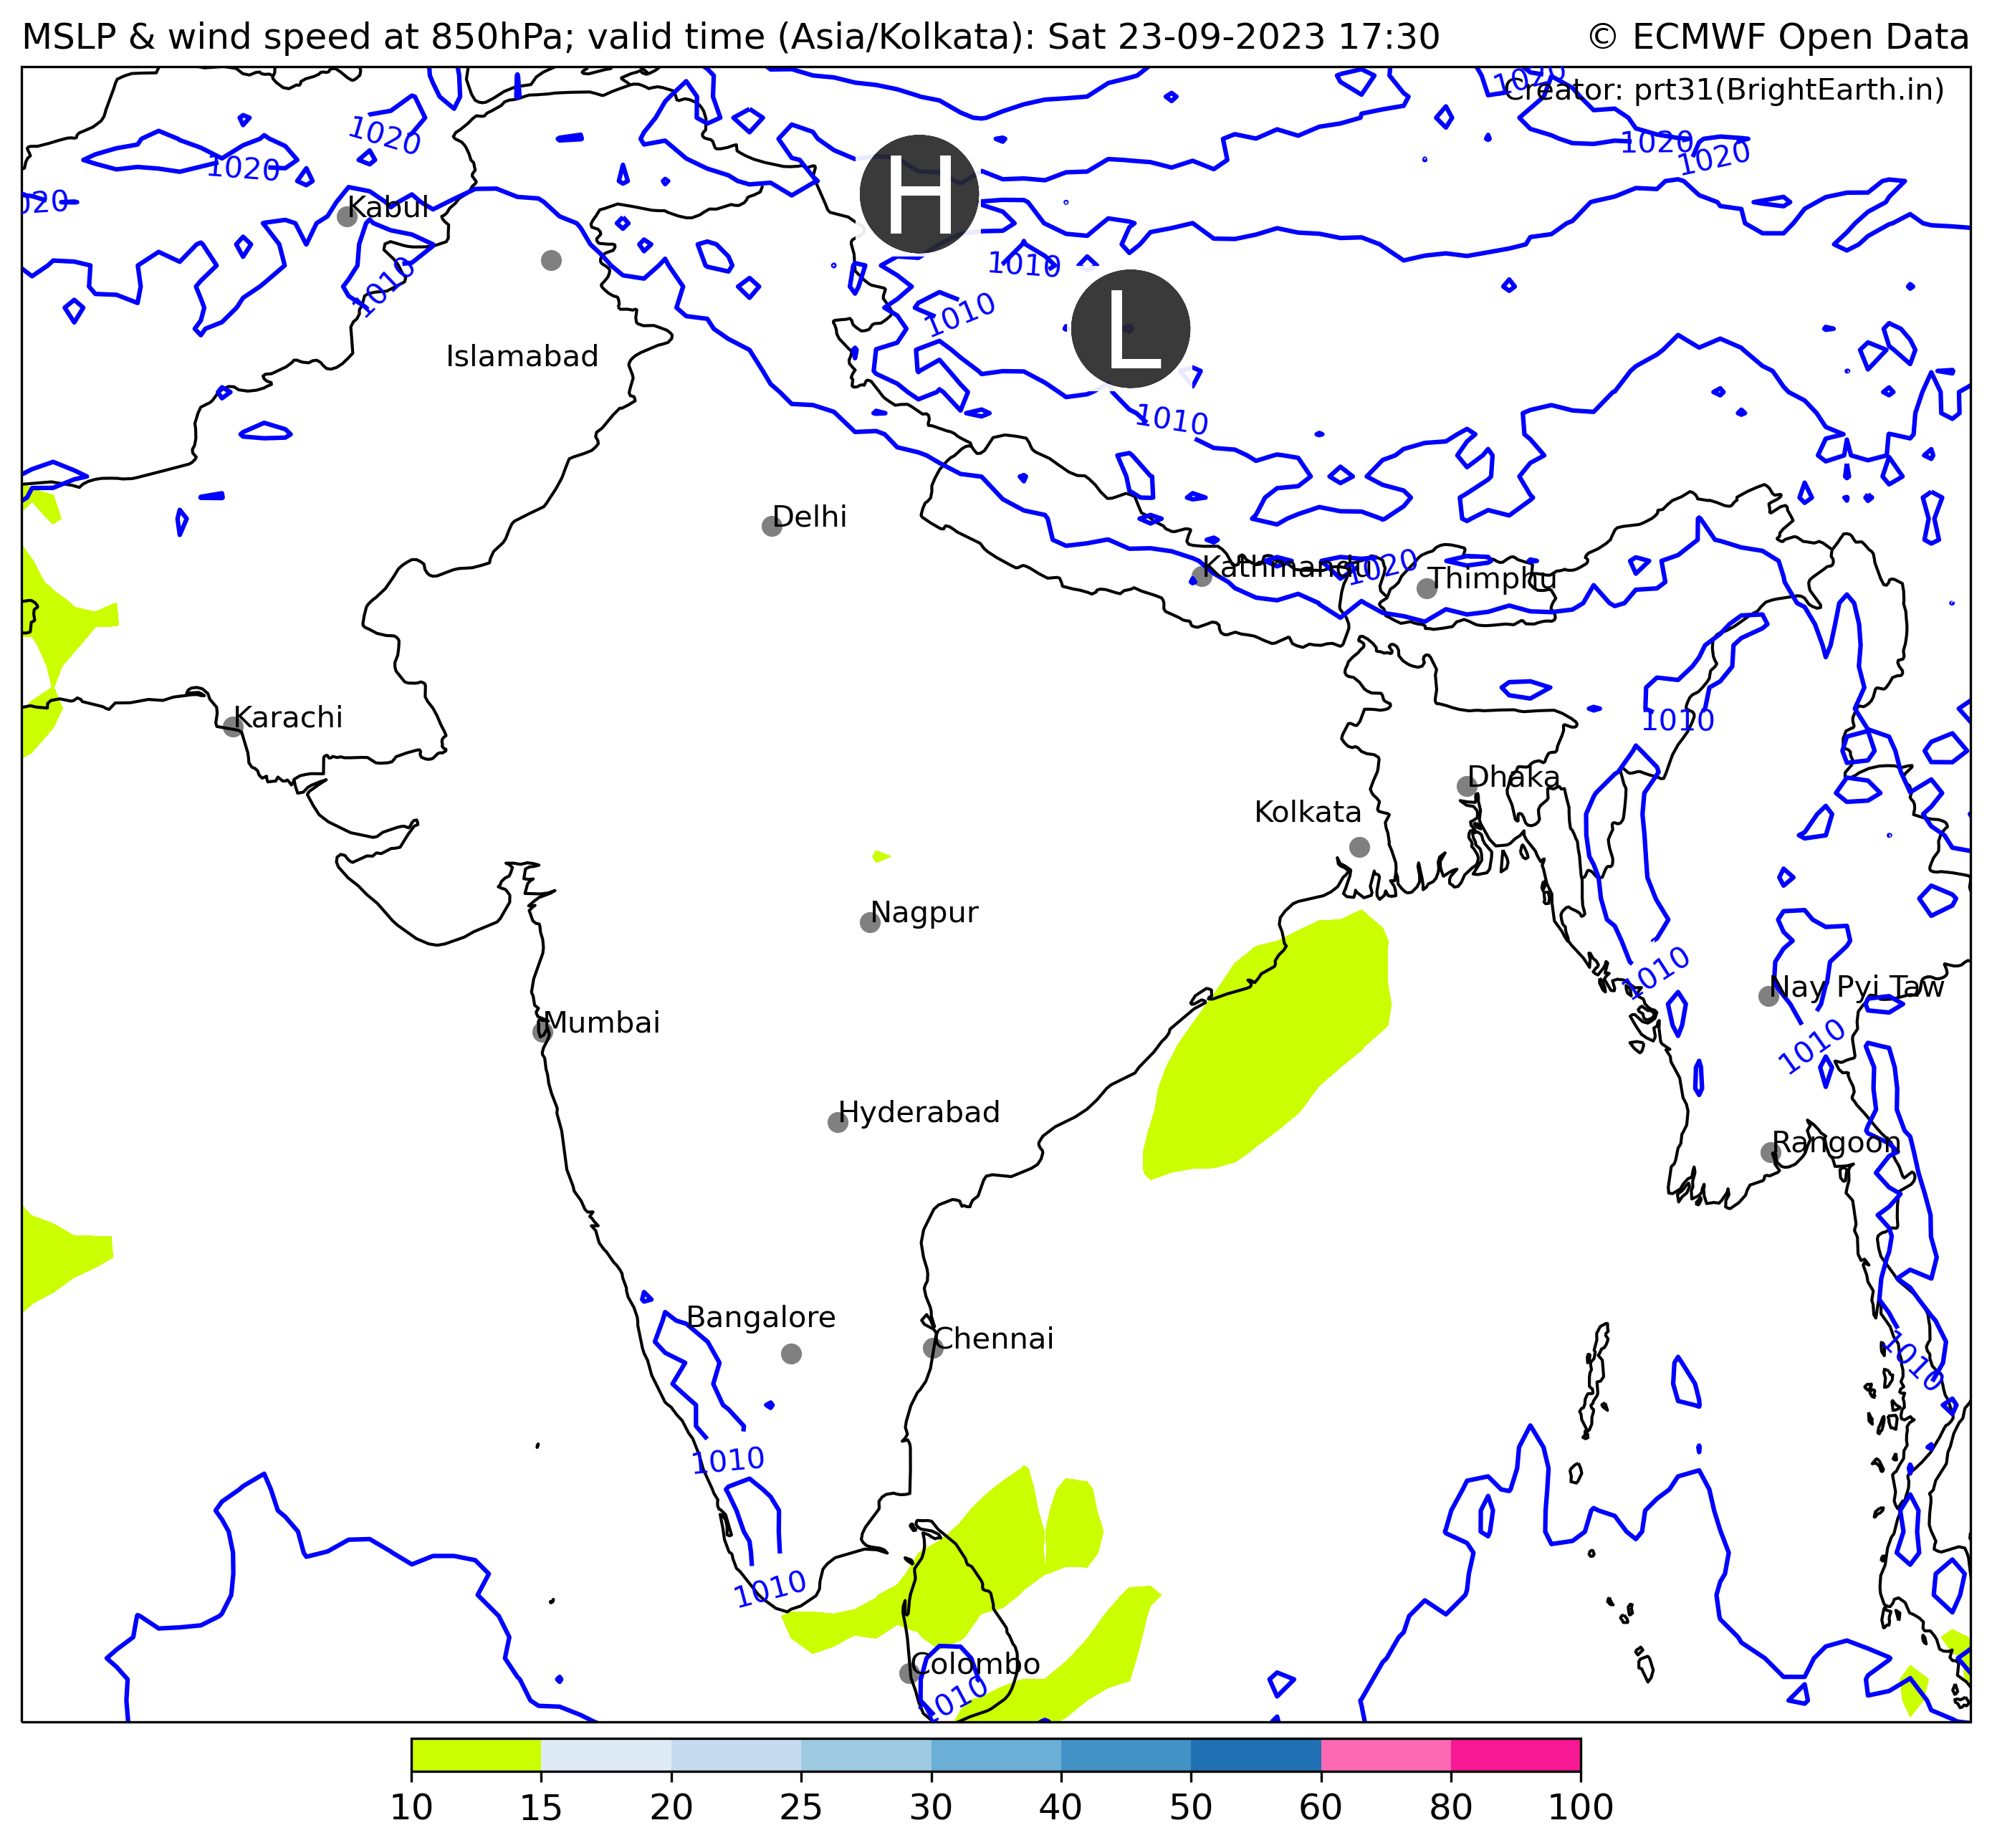 MSLP & wind speed at 850hPa; valid time (Asia/Kolkata): Sat 23-09-2023 17:30
© ECMWF Open Data
1020
Creator: prt31(BrightEarth.in)
1020
1020
1020
1020
H
Kabul
1010
1010
1010
L
Islamabad
1010
Delhi
Kathmandu
1020
Thimphu
Karachi
1010
Dhaka
Kolkata
Nagpur
1010
Nay Pyi Taw
Mumbai
1010
Hyderabad
Rangoon
Bangalore
Chennai
1010
1010
1010
Colombo
1010
10 15 20 25 30 40 50 60 80 100